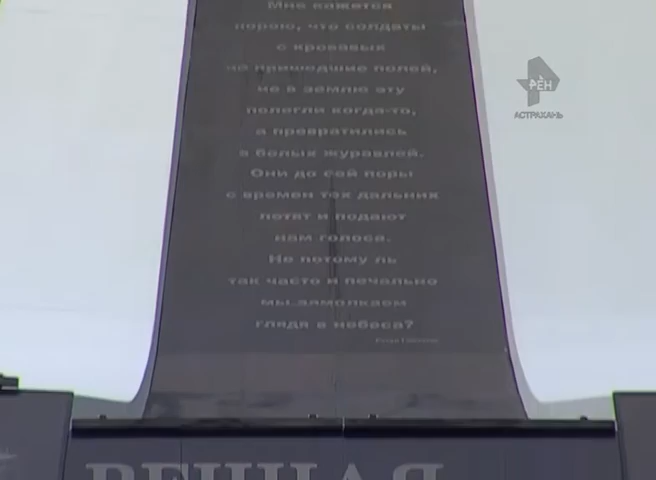 Мне кажется
порою, что солдаты
с кровавых
не пришедшие полей,
не в землю эту
полегли когда-то,
а превратились
в белых журавлей.
Они до сей поры
с времен тех дальних
летят и подают
нам голоса.
Не потому ль
так часто и печально
мы замолкаем
глядя в небеса?
РЕН
АСТРАХАНЬ
ВЕЧНАЯ